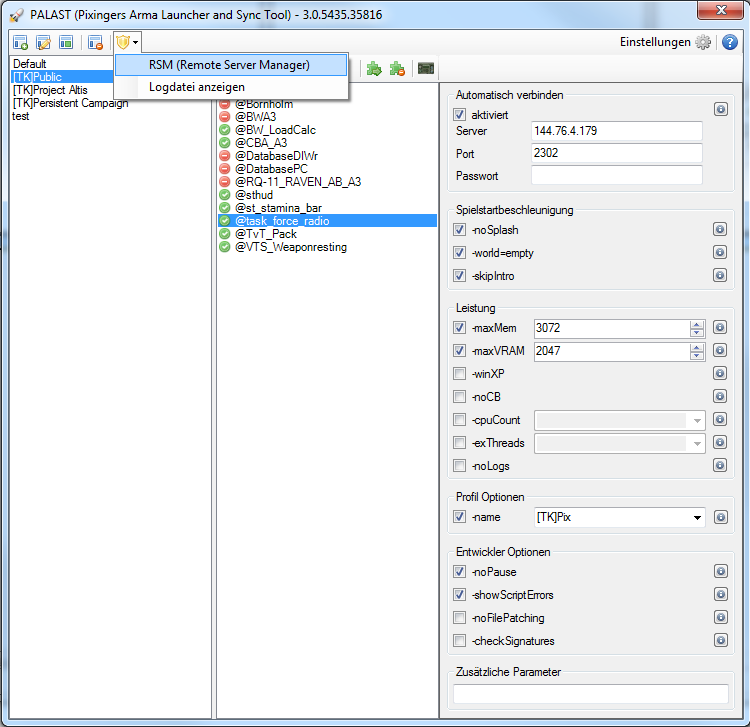 PALAST (Pixingers Arma Launcher and Sync Tool) - 3.0.5435.35816
Einstellungen
RSM (Remote Server Manager)
Logdatei anzeigen
Default
[TK]Public
[TK]Project Altis
[TK]Persistent Campaign
test
@Bornholm
@BWA3
@BW_LoadCalc
@CBA_A3
@DatabaseDIWr
@DatabasePC
@RQ-11_RAVEN_AB_A3
@sthud
@st_stamina_bar
@task_force_radio
@TvT_Pack
@VTS_Weaponresting
Automatisch verbinden
aktiviert
Server 144.76.4.179
Port 2302
Passwort
Spielstartbeschleunigung
-noSplash
-world=empty
-skipIntro
Leistung
-maxMem 3072
-maxVRAM 2047
-winXP
-noCB
-cpuCount
-exThreads
-noLogs
Profil Optionen
-name [TK]Pix
Entwickler Optionen
-noPause
-showScriptErrors
-noFilePatching
-checkSignatures
Zusätzliche Parameter